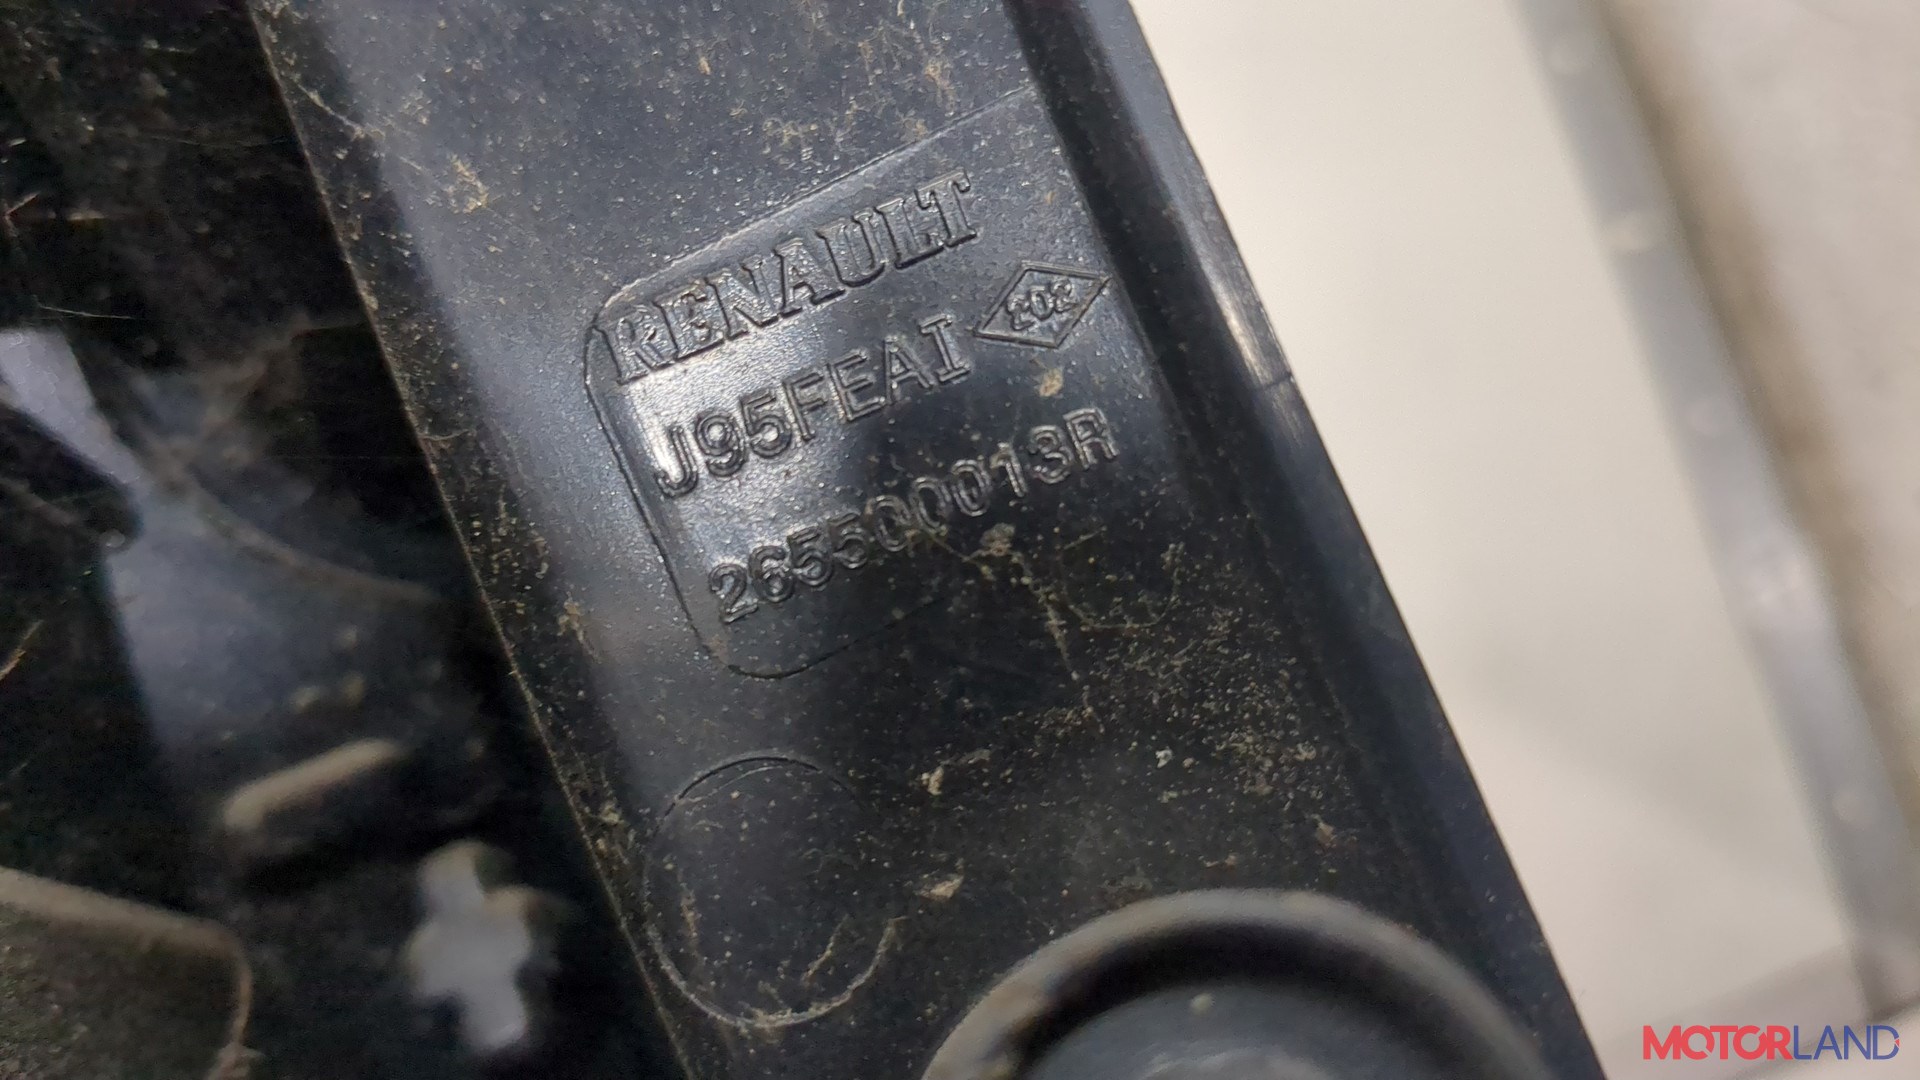 RENAULT
J95FEAI 202
265500013R
MOTORLAND